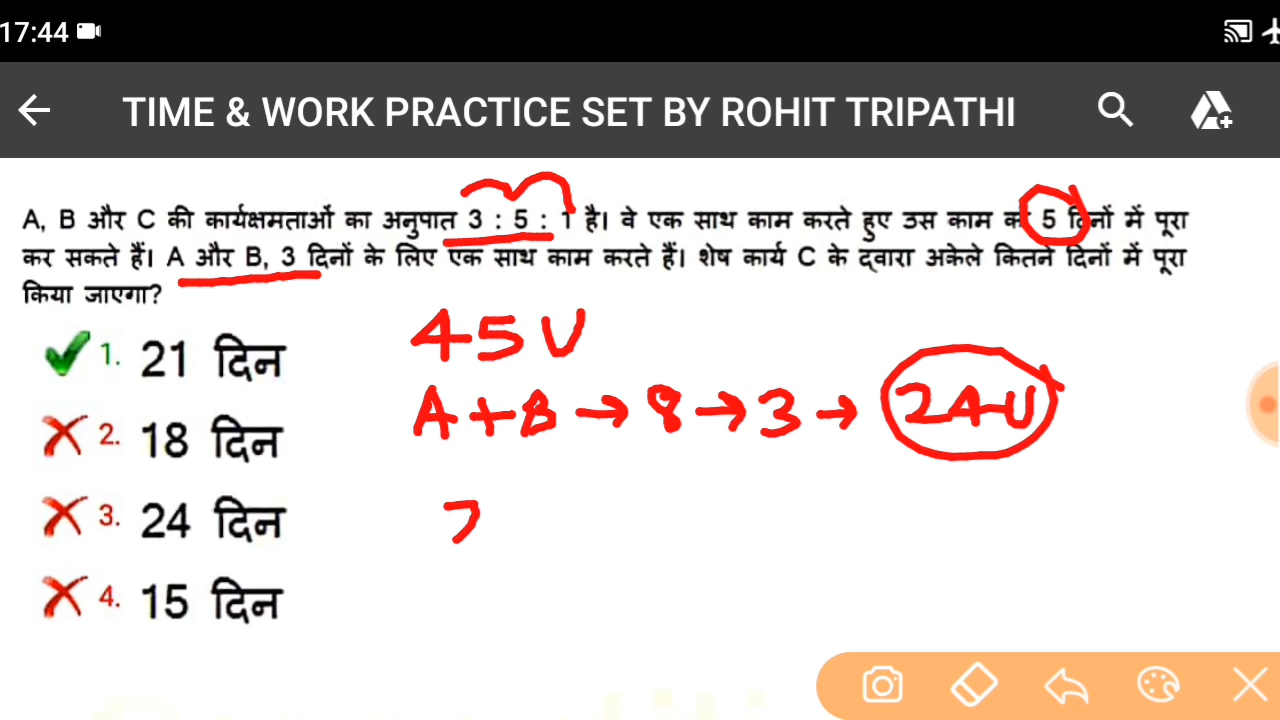 17:44
TIME & WORK PRACTICE SET BY ROHIT TRIPATHI
A, B और C की कार्यक्षमताओं का अनुपात 3 : 5 : 1 है। वे एक साथ काम करते हुए उस काम को 5 दिनों में पूरा
कर सकते हैं। A और B, 3 दिनों के लिए एक साथ काम करते हैं। शेष कार्य C के द्वारा अकेले कितने दिनों में पूरा
किया जाएगा?
1. 21 दिन
2. 18 दिन
3. 24 दिन
4. 15 दिन
45 U
A+B → 8 → 3 → 24U